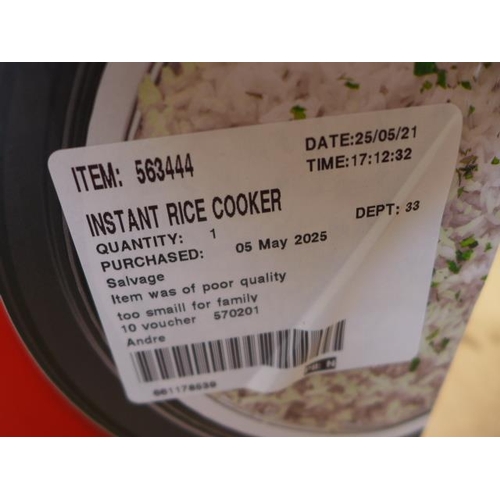 ITEM: 563444
DATE:25/05/21
TIME:17:12:32
INSTANT RICE COOKER
QUANTITY: 1
DEPT: 33
PURCHASED: 05 May 2025
Salvage
Item was of poor quality
too smaill for family
10 voucher 570201
Andre
661178539